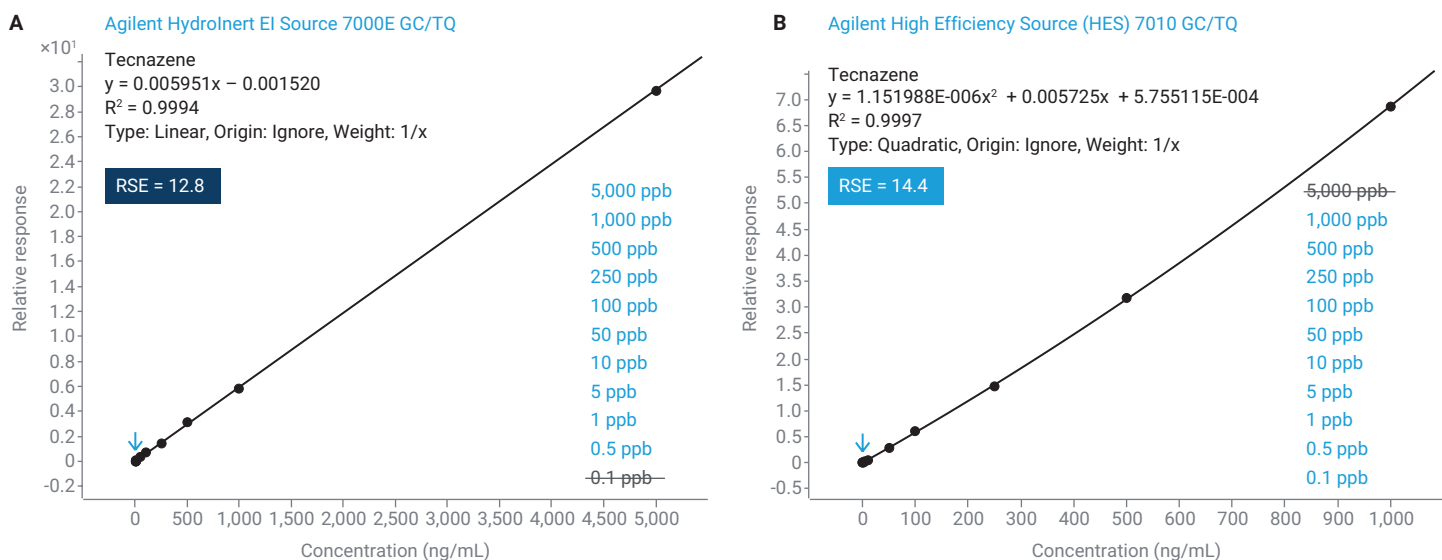 A Agilent HydroInert EI Source 7000E GC/TQ
×10¹
Tecnazene
y = 0.005951x – 0.001520
R² = 0.9994
Type: Linear, Origin: Ignore, Weight: 1/x
RSE = 12.8
Relative response
3.0
2.8
2.6
2.4
2.2
2.0
1.8
1.6
1.4
1.2
1.0
0.8
0.6
0.4
0.2
0
-0.2
5,000 ppb
1,000 ppb
500 ppb
250 ppb
100 ppb
50 ppb
10 ppb
5 ppb
1 ppb
0.5 ppb
0.1 ppb
0 500 1,000 1,500 2,000 2,500 3,000 3,500 4,000 4,500 5,000
Concentration (ng/mL)
B Agilent High Efficiency Source (HES) 7010 GC/TQ
Tecnazene
y = 1.151988E-006x² + 0.005725x + 5.755115E-004
R² = 0.9997
Type: Quadratic, Origin: Ignore, Weight: 1/x
RSE = 14.4
Relative response
7.0
6.5
6.0
5.5
5.0
4.5
4.0
3.5
3.0
2.5
2.0
1.5
1.0
0.5
0
-0.5
5,000 ppb
1,000 ppb
500 ppb
250 ppb
100 ppb
50 ppb
10 ppb
5 ppb
1 ppb
0.5 ppb
0.1 ppb
0 100 200 300 400 500 600 700 800 900 1,000
Concentration (ng/mL)